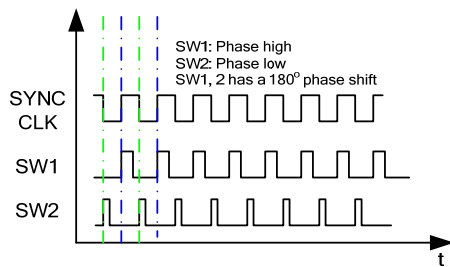 SW1: Phase high
SW2: Phase low
SW1, 2 has a 180° phase shift
SYNC
CLK
SW1
SW2
t